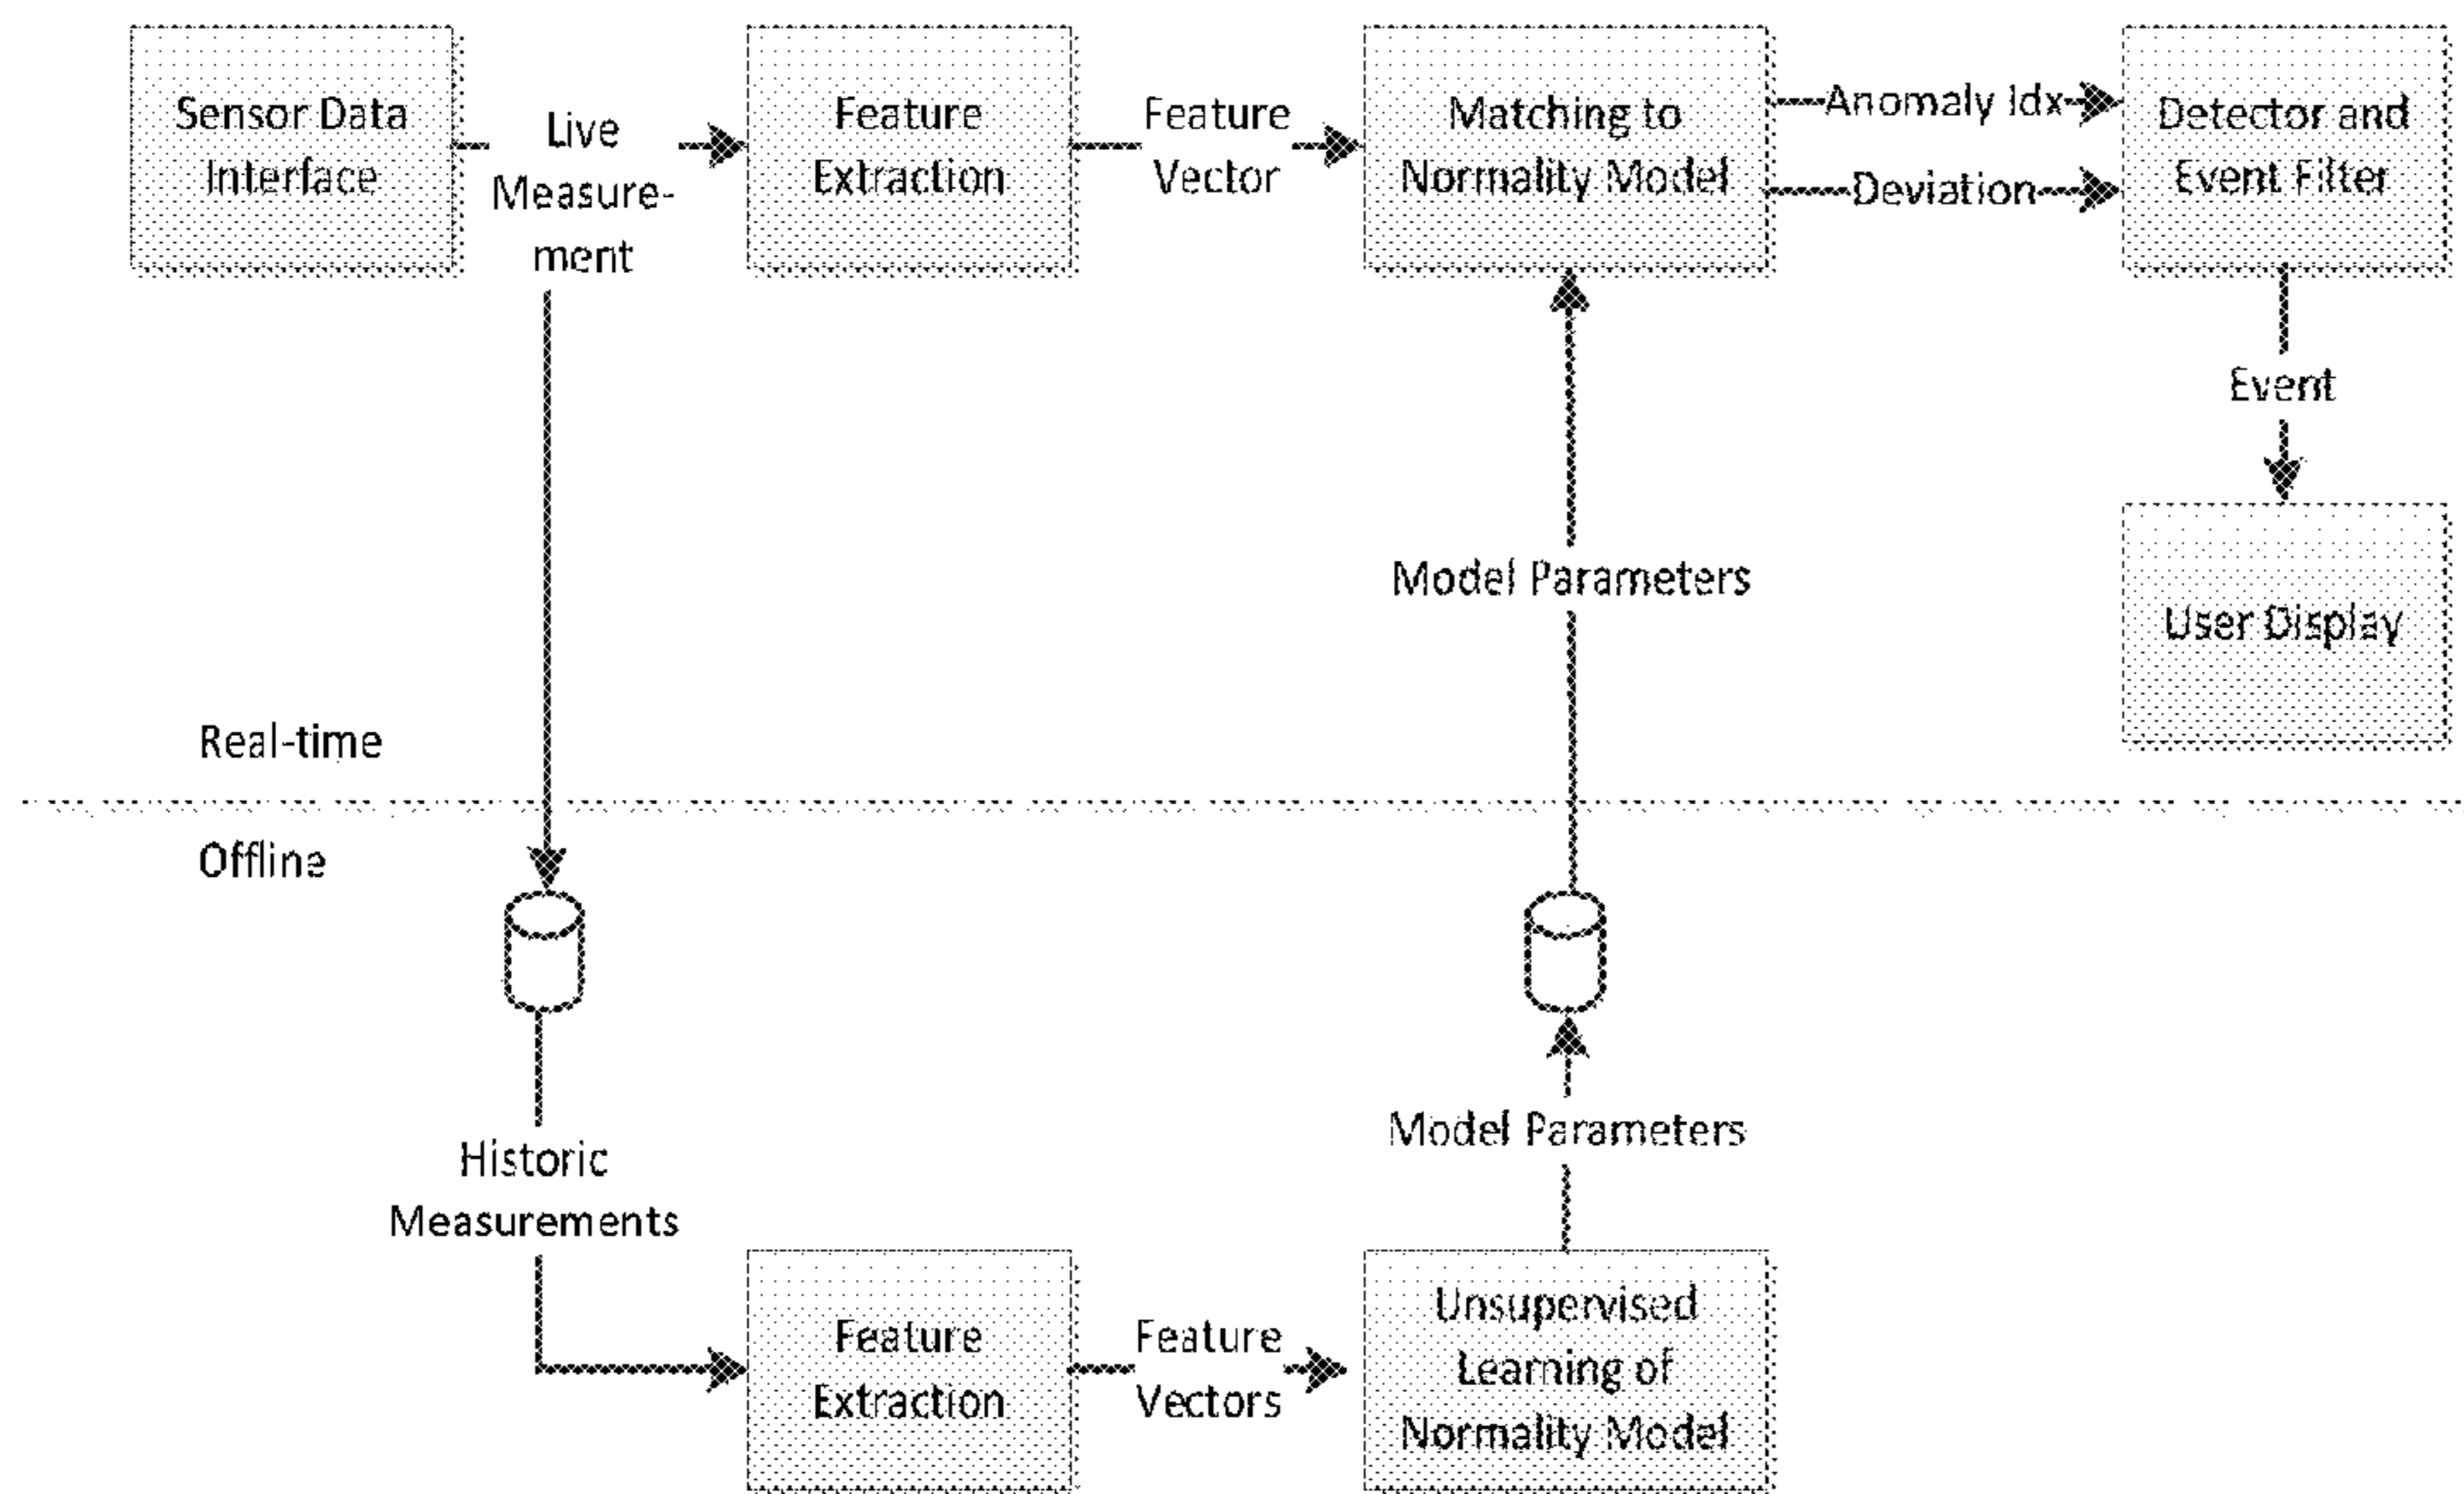 Sensor Data
Interface
Live
Measure-
ment
Feature
Extraction
Feature
Vector
Matching to
Normality Model
Anomaly Idx
Deviation
Detector and
Event Filter
Event
User Display
Model Parameters
Real-time
Offline
Historic
Measurements
Model Parameters
Feature
Extraction
Feature
Vectors
Unsupervised
Learning of
Normality Model